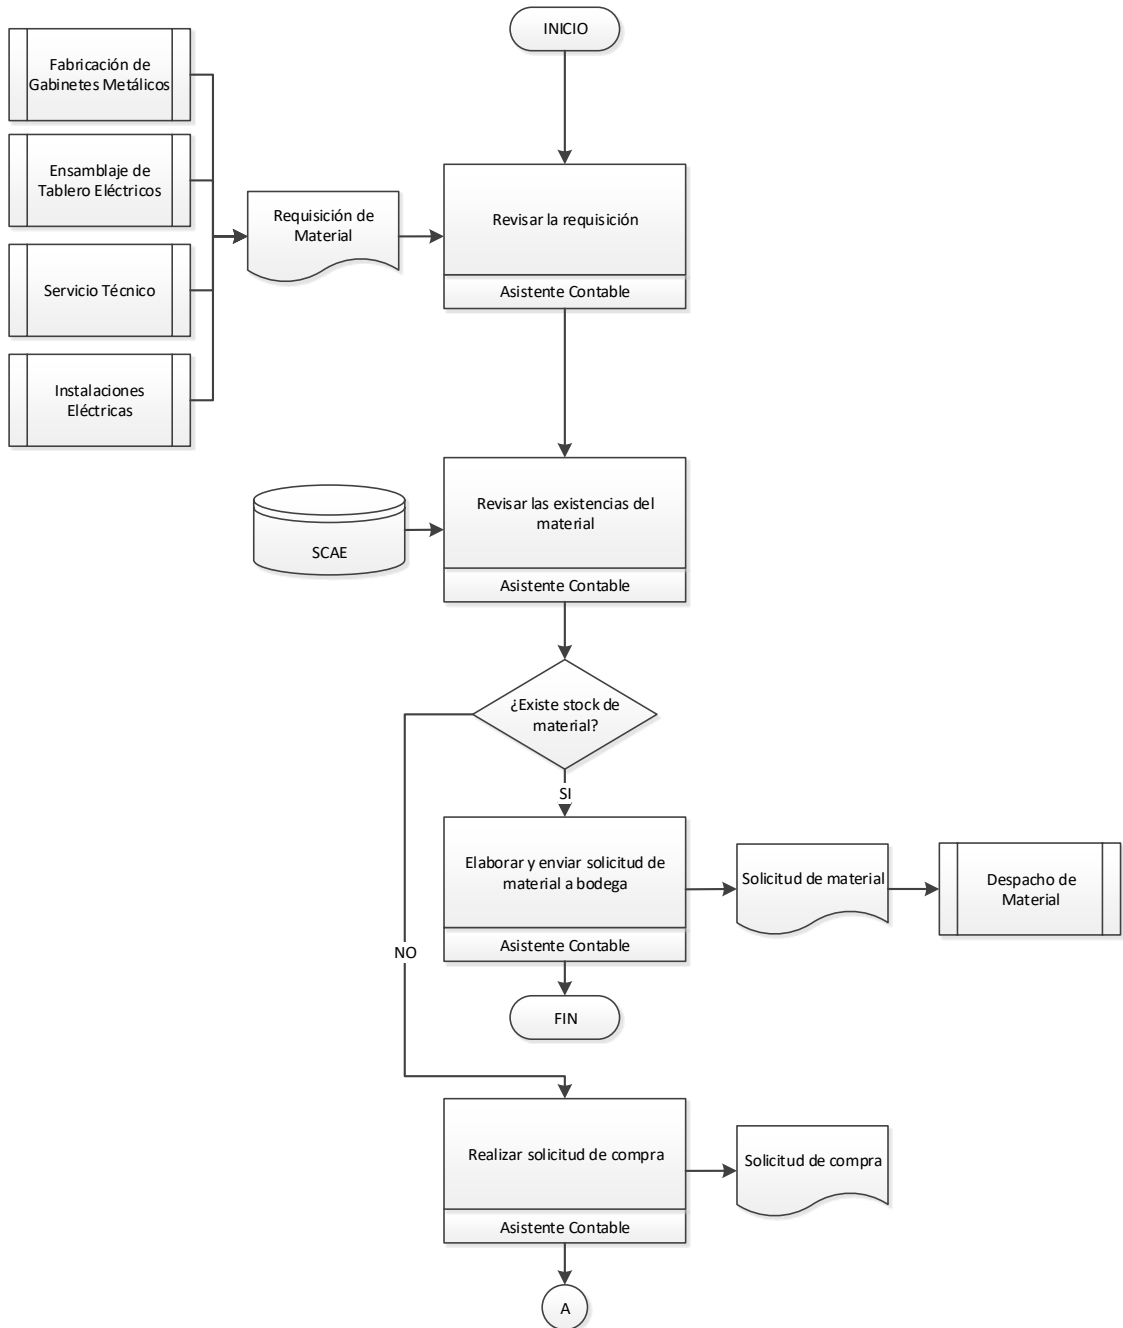 INICIO
Fabricación de
Gabinetes Metálicos
Ensamblaje de
Tablero Eléctricos
Servicio Técnico
Instalaciones
Eléctricas
Requisición de
Material
Revisar la requisición
Asistente Contable
SCAE
Revisar las existencias del
material
Asistente Contable
¿Existe stock de
material?
SI
Elaborar y enviar solicitud de
material a bodega
Asistente Contable
Solicitud de material
Despacho de
Material
NO
FIN
Realizar solicitud de compra
Asistente Contable
Solicitud de compra
A